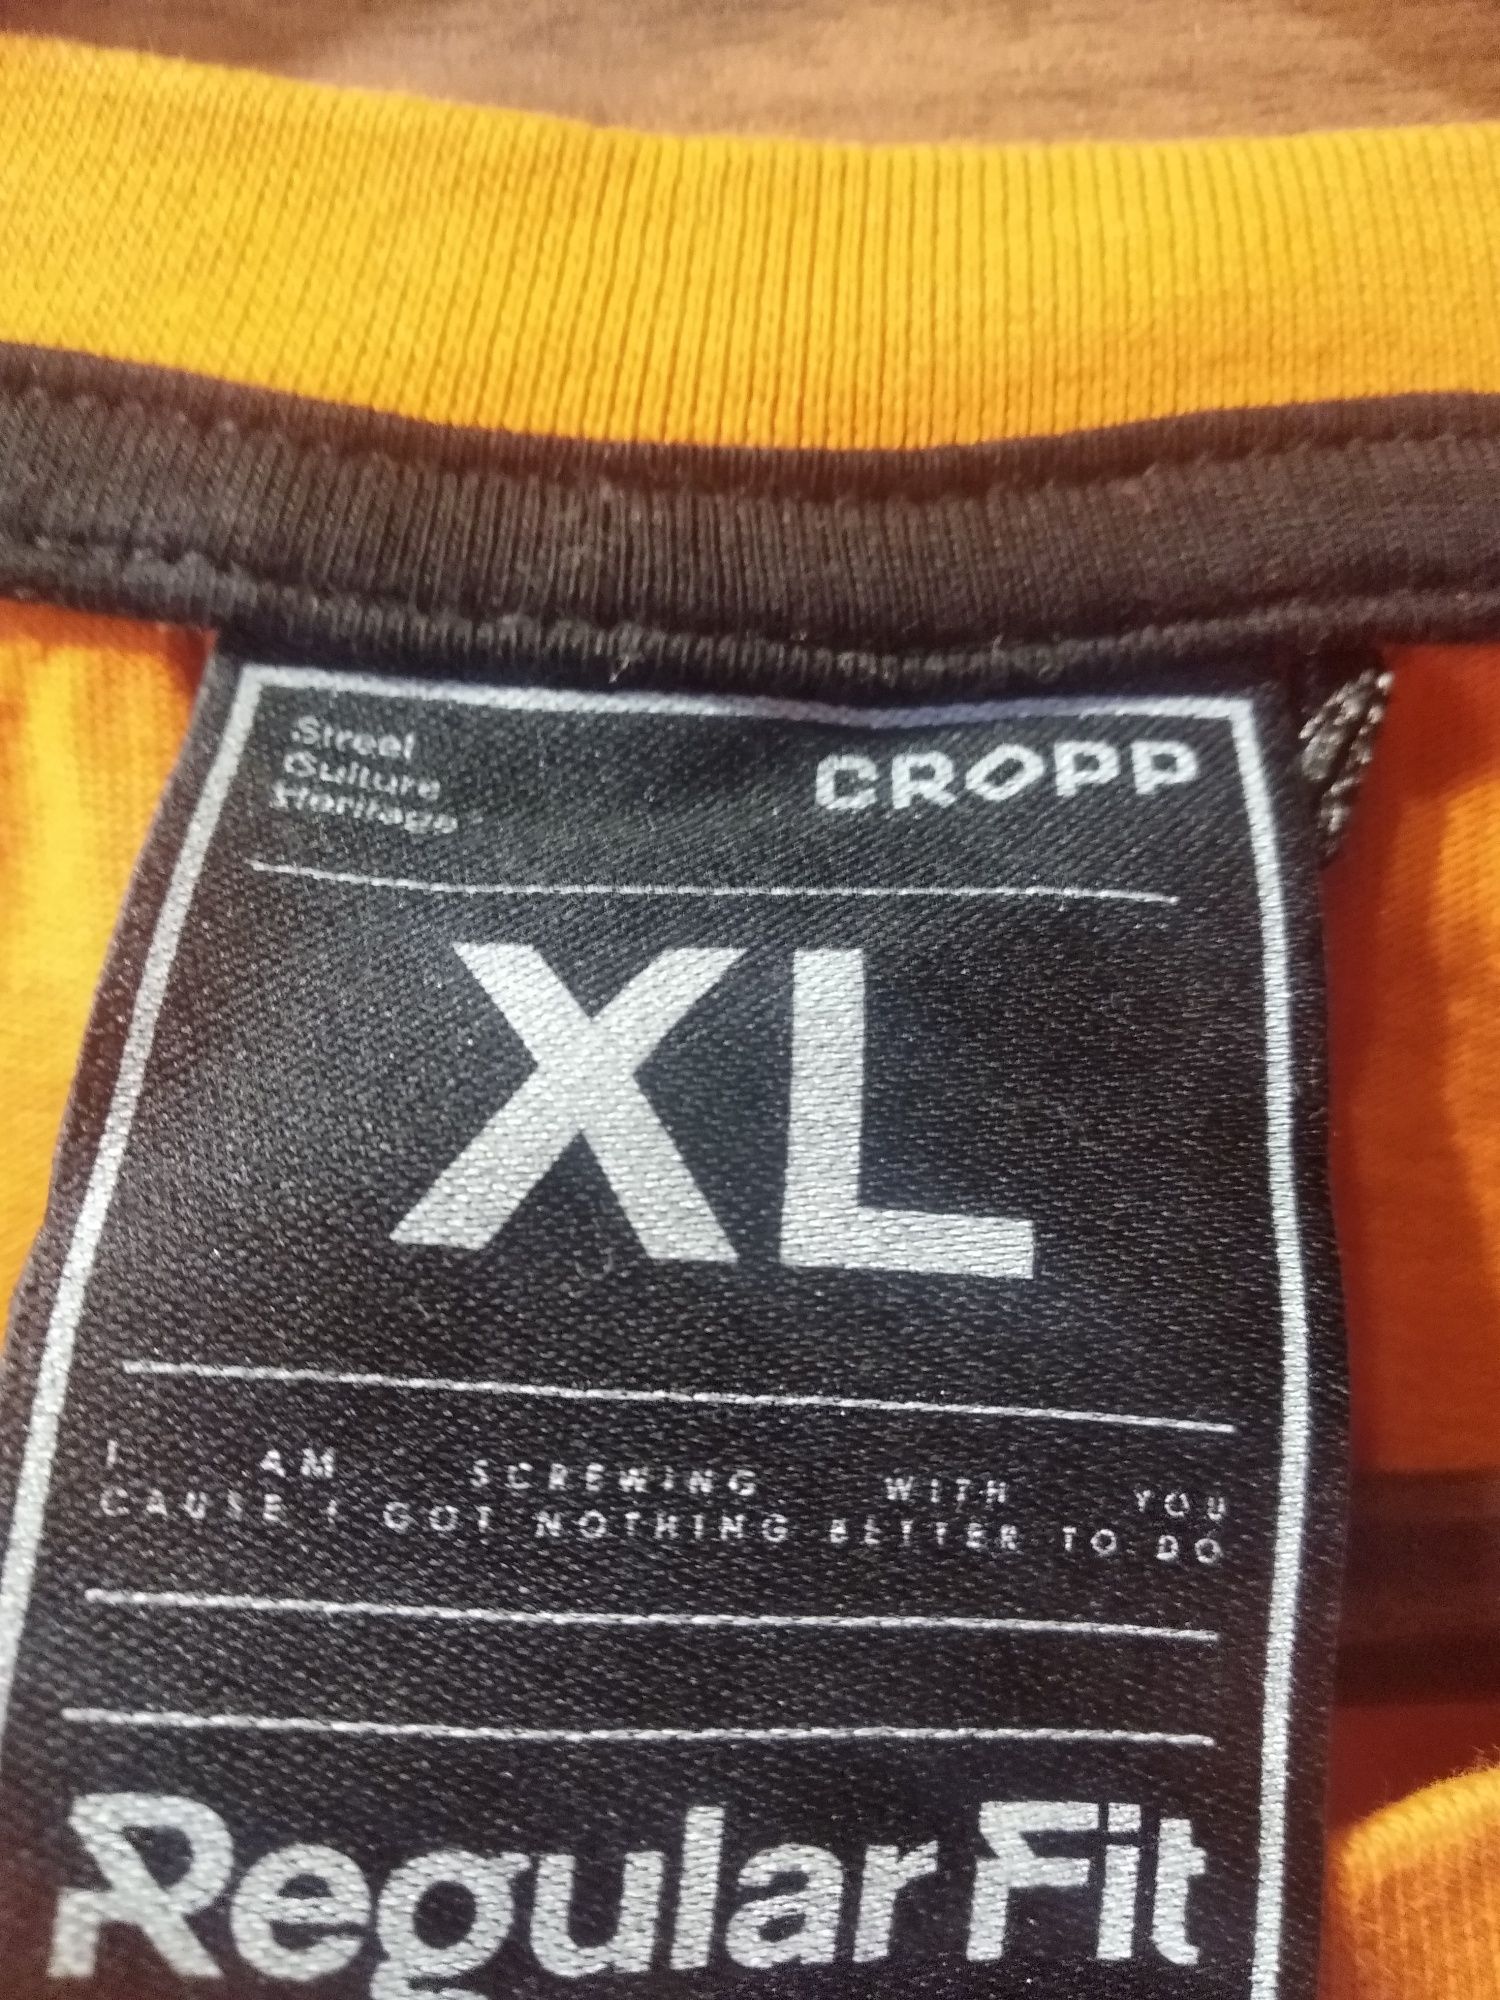 Street
Culture
Heritage
CROPP
XL
I AM SCREWING WITH YOU
CAUSE I GOT NOTHING BETTER TO DO
Regular Fit